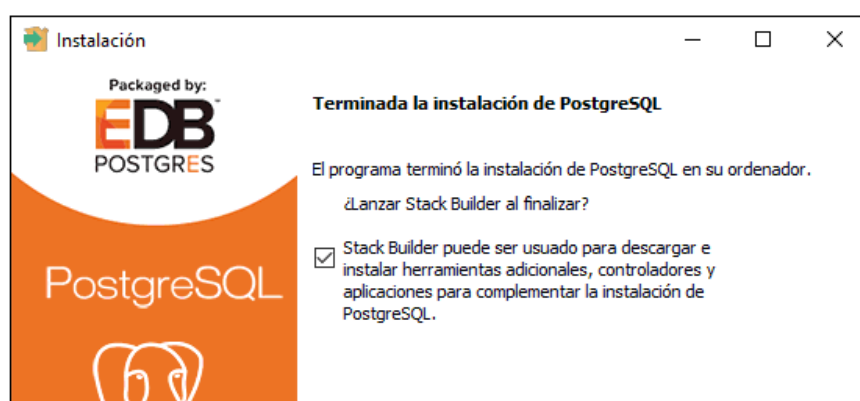 Instalación
Packaged by:
EDB
POSTGRES
PostgreSQL
Terminada la instalación de PostgreSQL
El programa terminó la instalación de PostgreSQL en su ordenador.
¿Lanzar Stack Builder al finalizar?
Stack Builder puede ser usado para descargar e
instalar herramientas adicionales, controladores y
aplicaciones para complementar la instalación de
PostgreSQL.